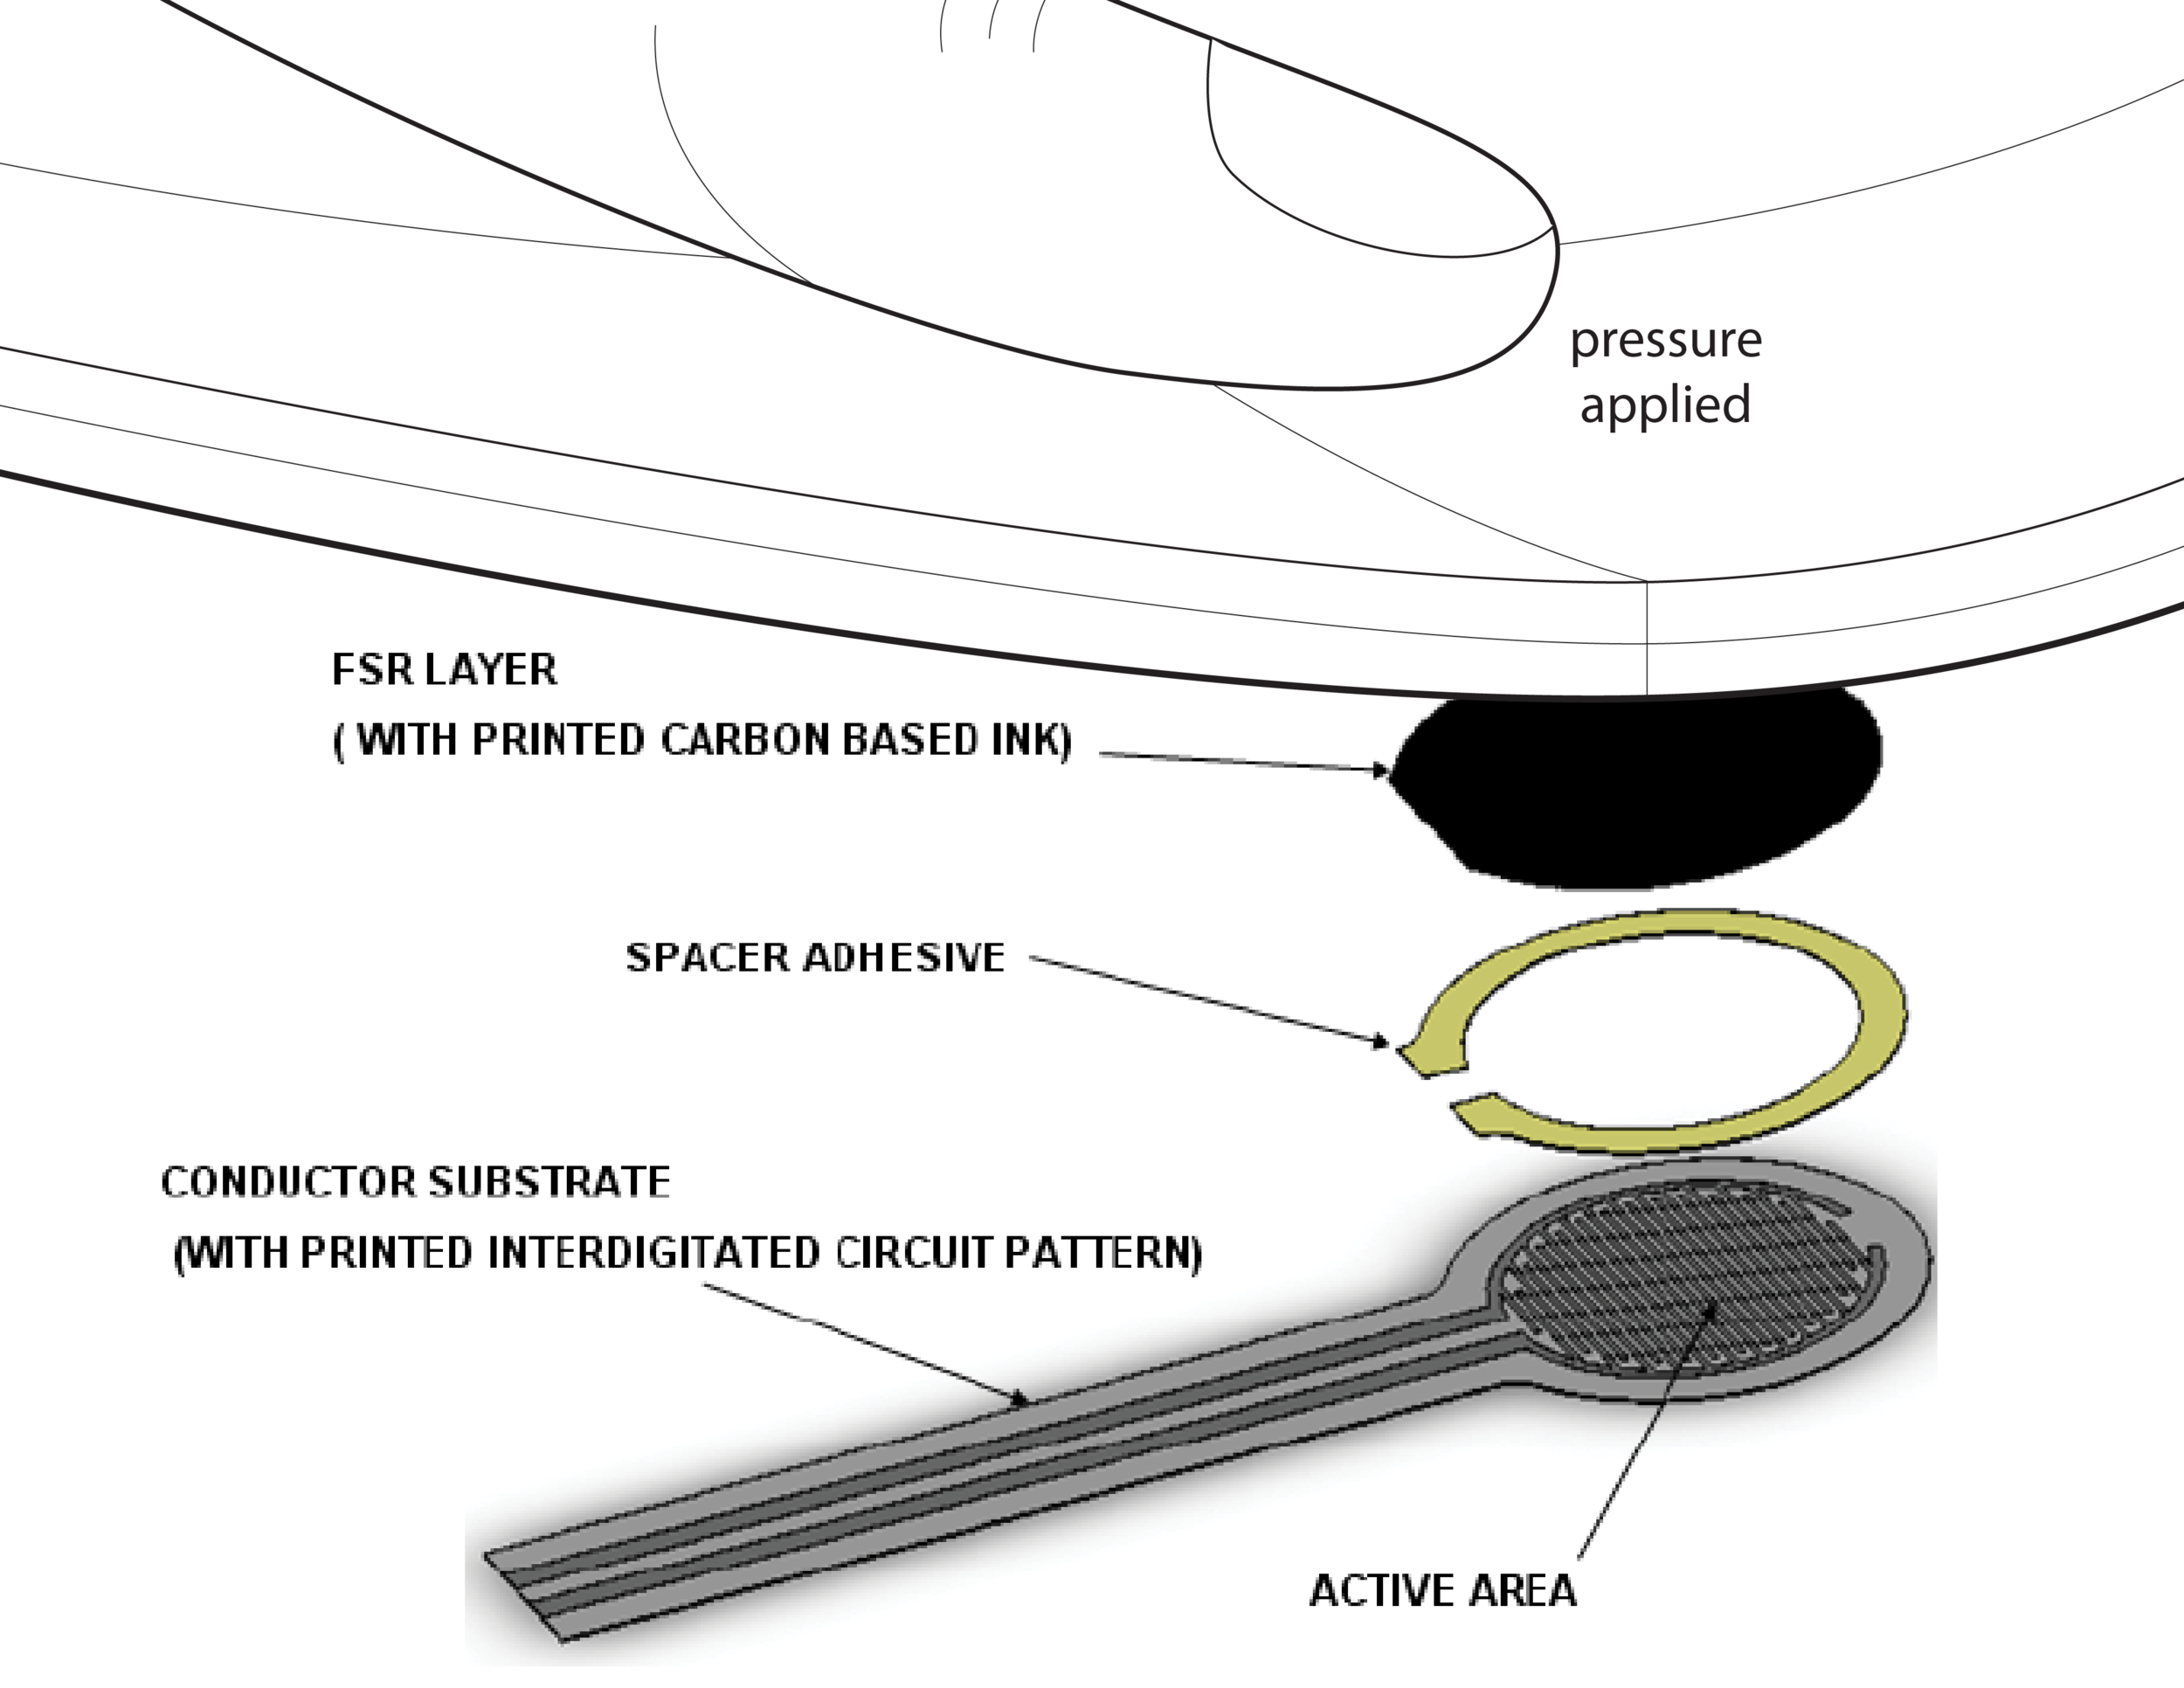 pressure
applied
FSR LAYER
( WITH PRINTED CARBON BASED INK)
SPACER ADHESIVE
CONDUCTOR SUBSTRATE
(WITH PRINTED INTERDIGITATED CIRCUIT PATTERN)
ACTIVE AREA